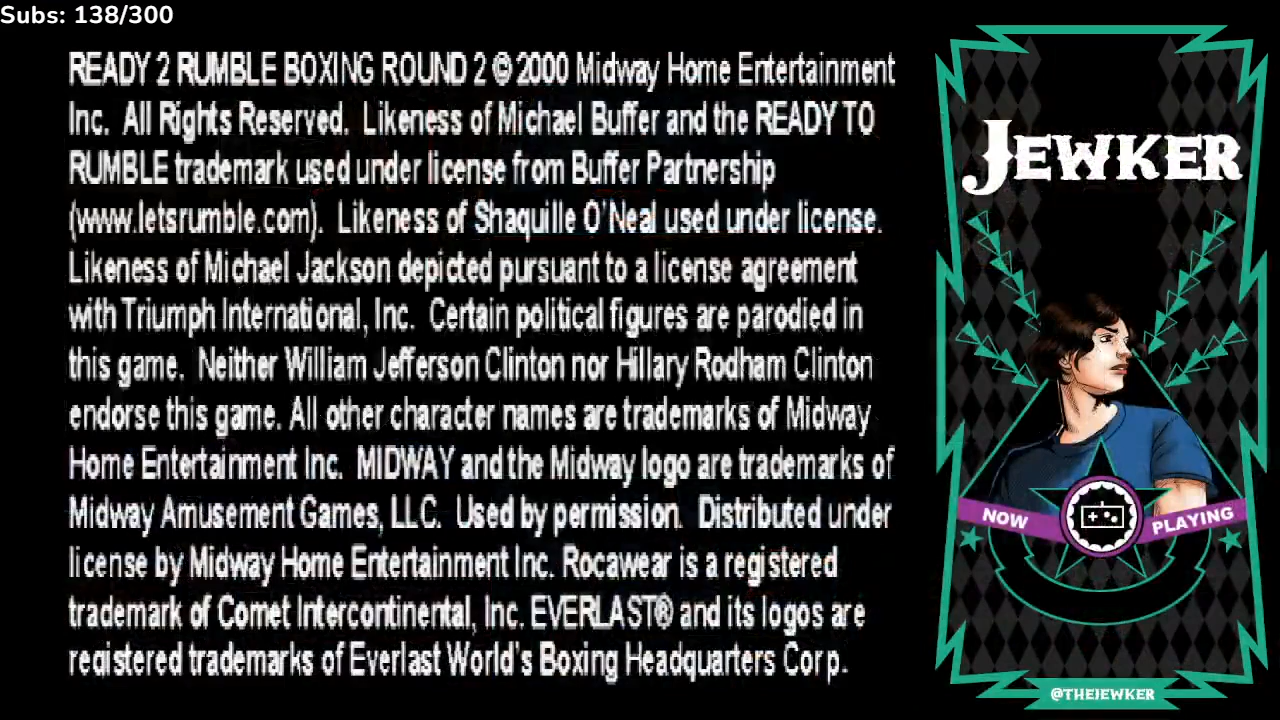 Subs: 138/300
READY 2 RUMBLE BOXING ROUND 2 © 2000 Midway Home Entertainment
Inc. All Rights Reserved. Likeness of Michael Buffer and the READY TO
RUMBLE trademark used under license from Buffer Partnership
(www.letsrumble.com). Likeness of Shaquille O'Neal used under license.
Likeness of Michael Jackson depicted pursuant to a license agreement
with Triumph International, Inc. Certain political figures are parodied in
this game. Neither William Jefferson Clinton nor Hillary Rodham Clinton
endorse this game. All other character names are trademarks of Midway
Home Entertainment Inc. MIDWAY and the Midway logo are trademarks of
Midway Amusement Games, LLC. Used by permission. Distributed under
license by Midway Home Entertainment Inc. Rocawear is a registered
trademark of Comet Intercontinental, Inc. EVERLAST® and its logos are
registered trademarks of Everlast World's Boxing Headquarters Corp.
JEWKER
NOW PLAYING
@THEJEWKER